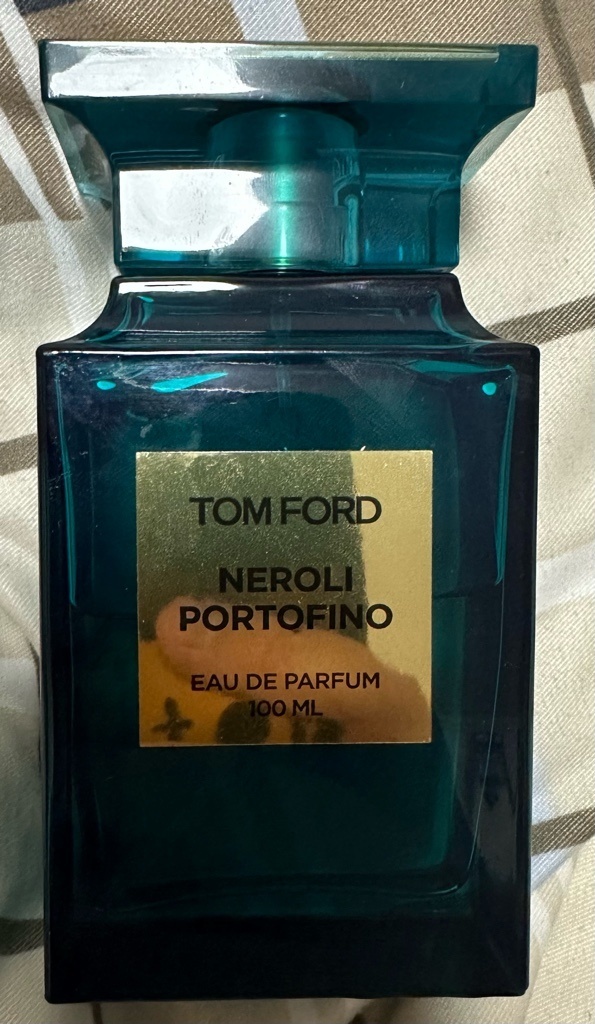 TOM FORD
NEROLI
PORTOFINO
EAU DE PARFUM
100 ML